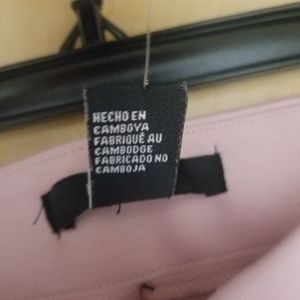 HECHO EN
CAMBOYA
FABRIQUÉ AU
CAMBODGE
FABRICADO NO
CAMBOJA